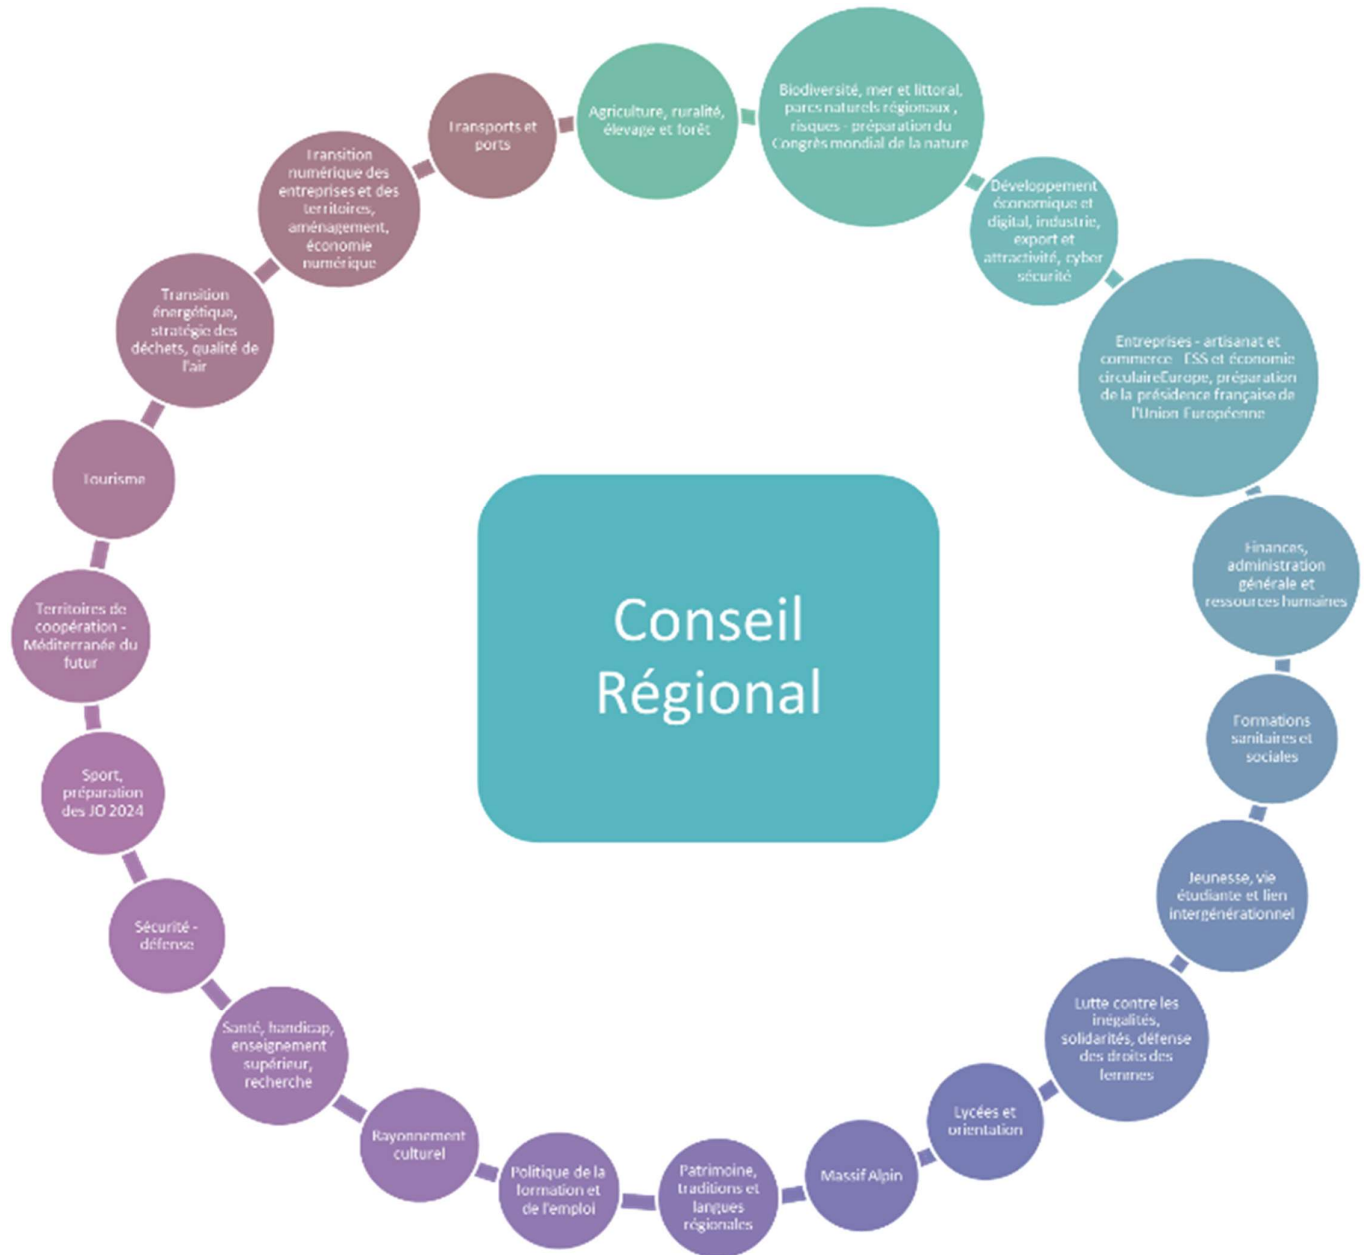 Agriculture, ruralité,
élevage et forêt
Biodiversité, mer et littoral,
parcs naturels régionaux ,
risques - préparation du
Congrès mondial de la nature
Développement
économique et
digital, industrie,
export et
attractivité, cyber
sécurité
Entreprises - artisanat et
commerce ESS et économie
circulaireEurope, préparation
de la présidence française de
l'Union Européenne
Finances,
administration
générale et
ressources humaines
Formations
sanitaires et
sociales
Jeunesse, vie
étudiante et lien
intergénérationnel
Lutte contre les
inégalités,
solidarités, défense
des droits des
femmes
Lycées et
orientation
Massif Alpin
Patrimoine,
traditions et
langues
régionales
Politique de la
formation et
de l'emploi
Rayonnement
culturel
Santé, handicap,
enseignement
supérieur,
recherche
Sécurité -
défense
Sport,
préparation
des JO 2024
Territoires de
coopération -
Méditerranée du
futur
Tourisme
Transition
énergétique,
stratégie des
déchets, qualité de
l'air
Transition
numérique des
entreprises et des
territoires,
aménagement,
économie
numérique
Transports et
ports
Conseil
Régional